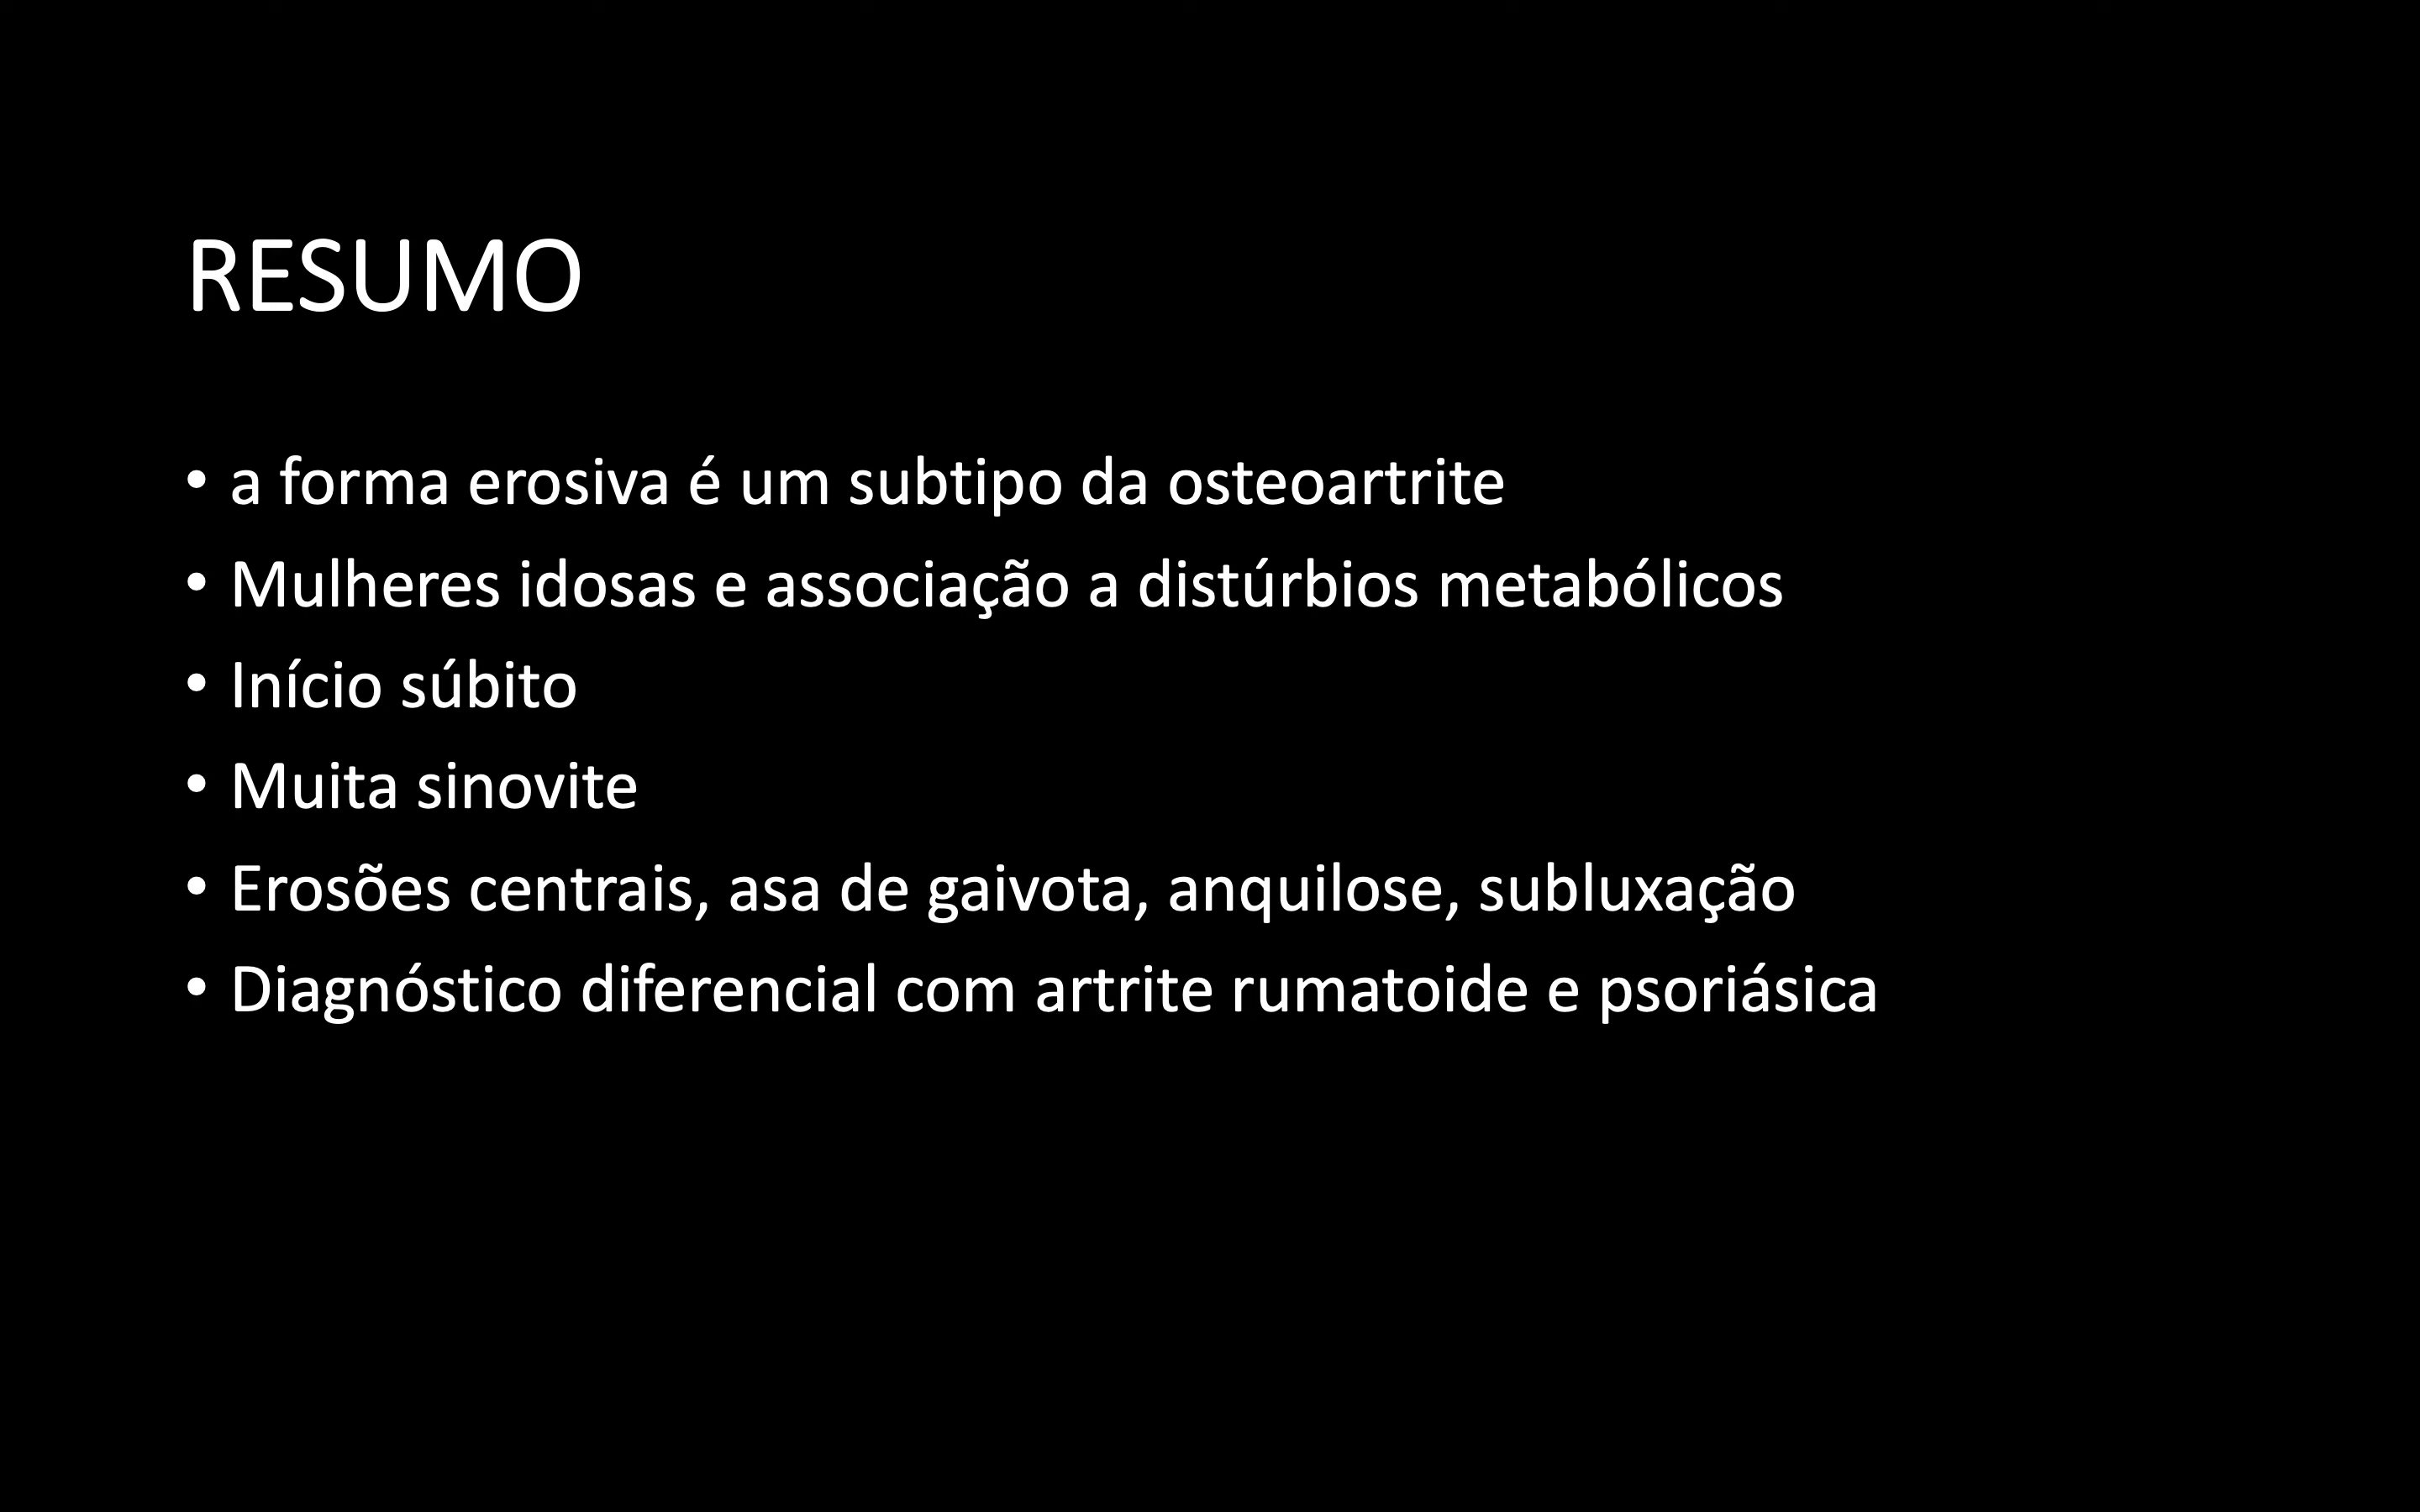 RESUMO
• a forma erosiva é um subtipo da osteoartrite
• Mulheres idosas e associação a distúrbios metabólicos
• Início súbito
• Muita sinovite
• Erosões centrais, asa de gaivota, anquilose, subluxação
• Diagnóstico diferencial com artrite rumatoide e psoriásica